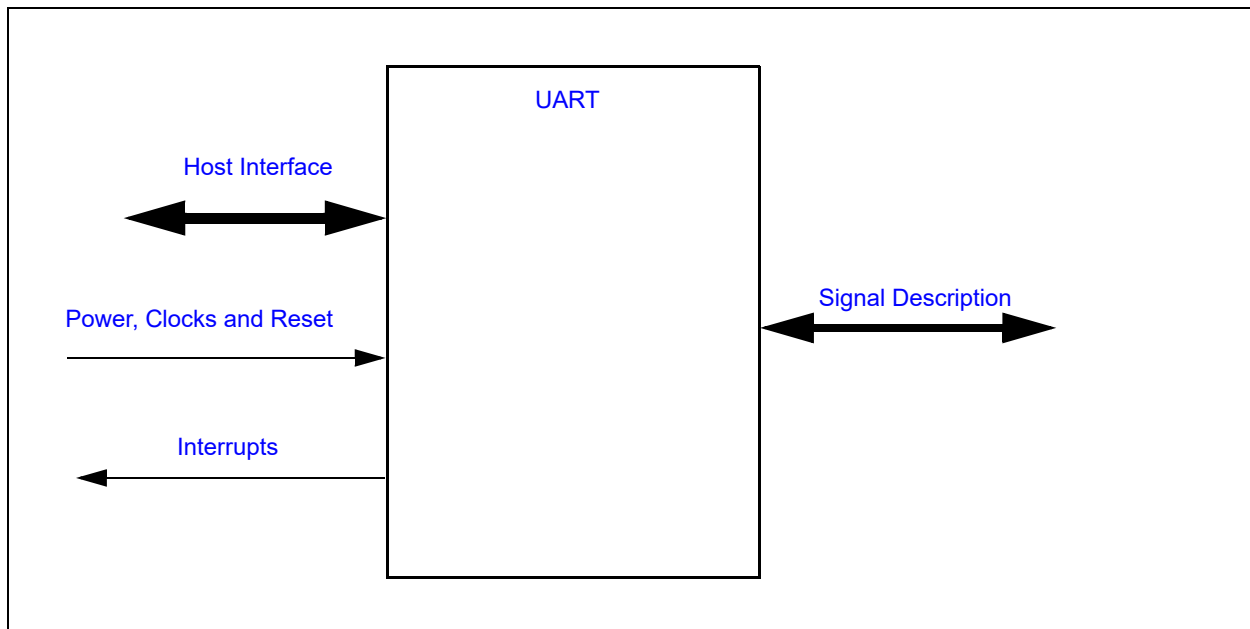 UART
Host Interface
Signal Description
Power, Clocks and Reset
Interrupts